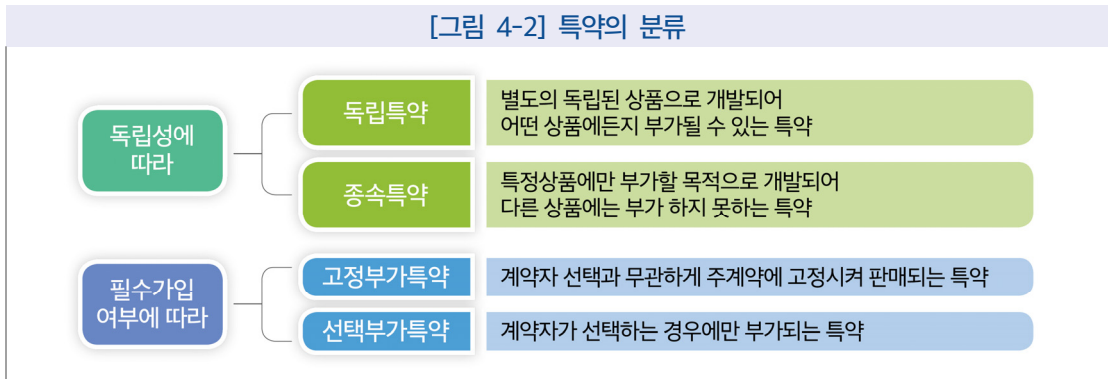 [그림 4-2] 특약의 분류
독립성에
따라
독립특약
별도의 독립된 상품으로 개발되어
어떤 상품에든지 부가될 수 있는 특약
종속특약
특정상품에만 부가할 목적으로 개발되어
다른 상품에는 부가 하지 못하는 특약
필수가입
여부에 따라
고정부가특약
계약자 선택과 무관하게 주계약에 고정시켜 판매되는 특약
선택부가특약
계약자가 선택하는 경우에만 부가되는 특약